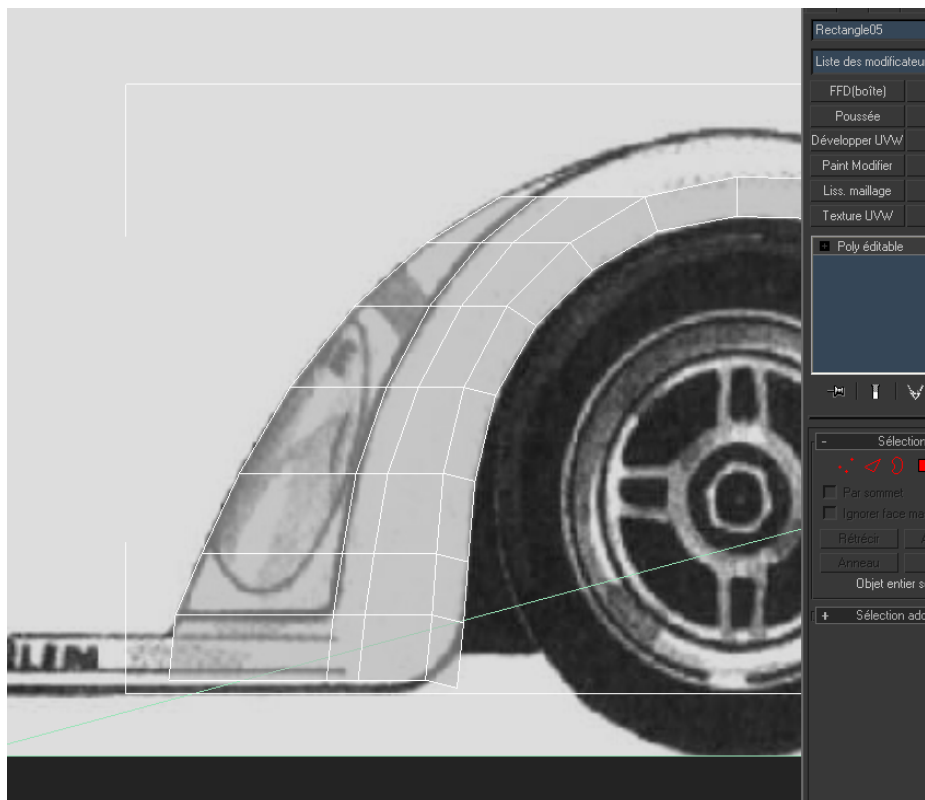 Rectangle05
Liste des modificateu
FFD(boîte)
Poussée
Développer UVW
Paint Modifier
Liss. maillage
Texture UVW
Poly éditable
- Sélection
Par sommet
Ignorer face ma
Rétrécir
Anneau
Objet entier s
+ Sélection add